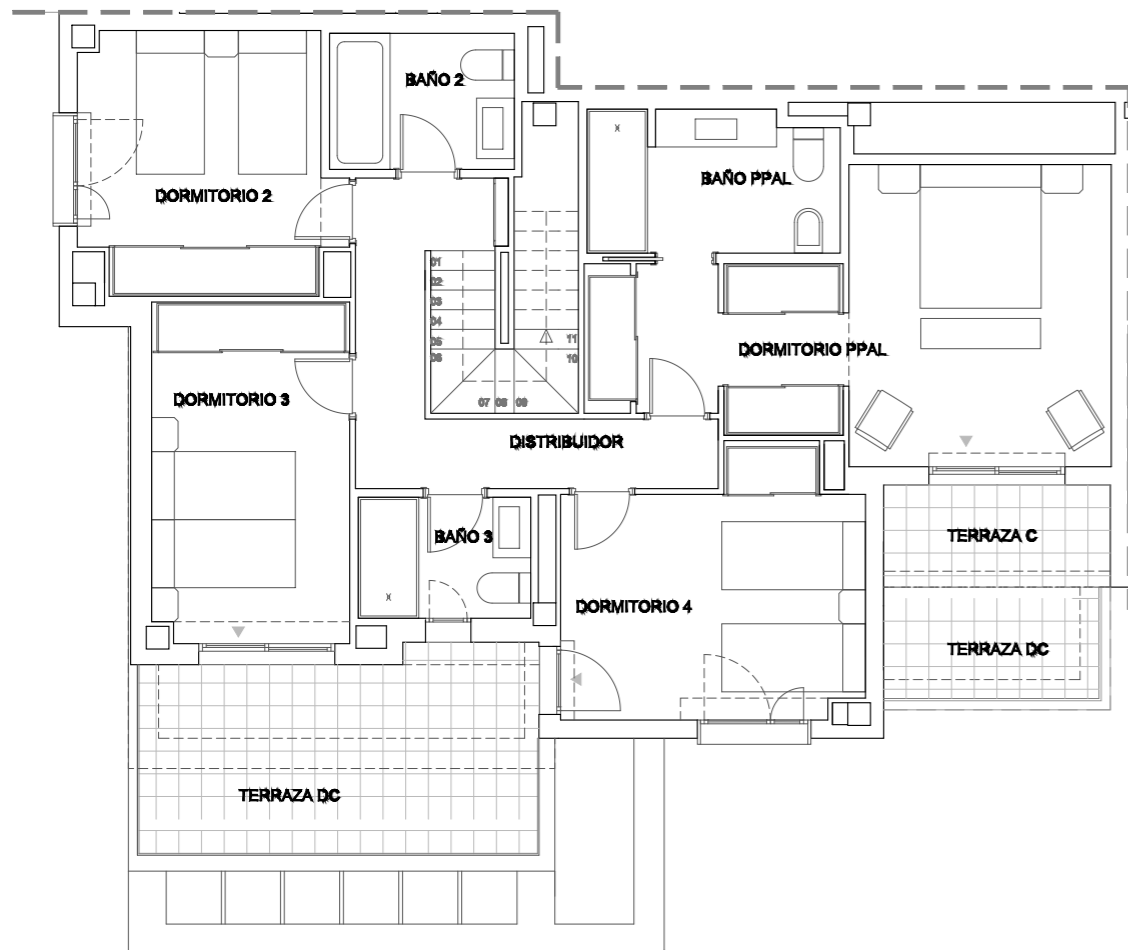 BAÑO 2
DORMITORIO 2
BAÑO PPAL
X
01
02
03
04
05
06
07 08 09
10
11
DORMITORIO PPAL
DORMITORIO 3
DISTRIBUIDOR
BAÑO 3
X
TERRAZA C
DORMITORIO 4
TERRAZA DC
TERRAZA DC